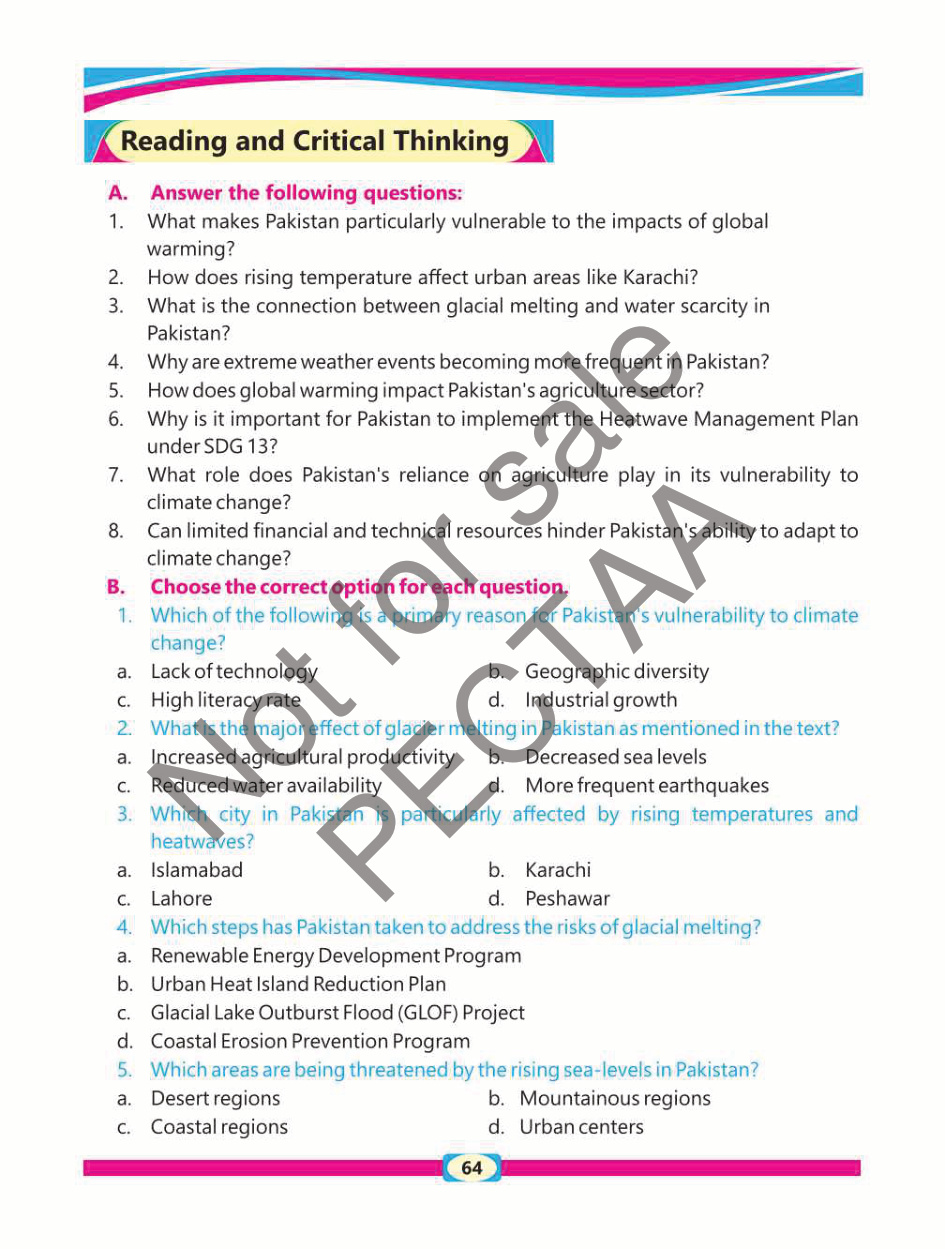 Reading and Critical Thinking
A. Answer the following questions:
1. What makes Pakistan particularly vulnerable to the impacts of global
warming?
2. How does rising temperature affect urban areas like Karachi?
3. What is the connection between glacial melting and water scarcity in
Pakistan?
4. Why are extreme weather events becoming more frequent in Pakistan?
5. How does global warming impact Pakistan's agriculture sector?
6. Why is it important for Pakistan to implement the Heatwave Management Plan
under SDG 13?
7. What role does Pakistan's reliance on agriculture play in its vulnerability to
climate change?
8. Can limited financial and technical resources hinder Pakistan's ability to adapt to
climate change?
B. Choose the correct option for each question.
1. Which of the following is a primary reason for Pakistan's vulnerability to climate
change?
a. Lack of technology b. Geographic diversity
c. High literacy rate d. Industrial growth
2. What is the major effect of glacier melting in Pakistan as mentioned in the text?
a. Increased agricultural productivity b. Decreased sea levels
c. Reduced water availability d. More frequent earthquakes
3. Which city in Pakistan is particularly affected by rising temperatures and
heatwaves?
a. Islamabad b. Karachi
c. Lahore d. Peshawar
4. Which steps has Pakistan taken to address the risks of glacial melting?
a. Renewable Energy Development Program
b. Urban Heat Island Reduction Plan
c. Glacial Lake Outburst Flood (GLOF) Project
d. Coastal Erosion Prevention Program
5. Which areas are being threatened by the rising sea-levels in Pakistan?
a. Desert regions b. Mountainous regions
c. Coastal regions d. Urban centers
64
Not for sale
PECTAA